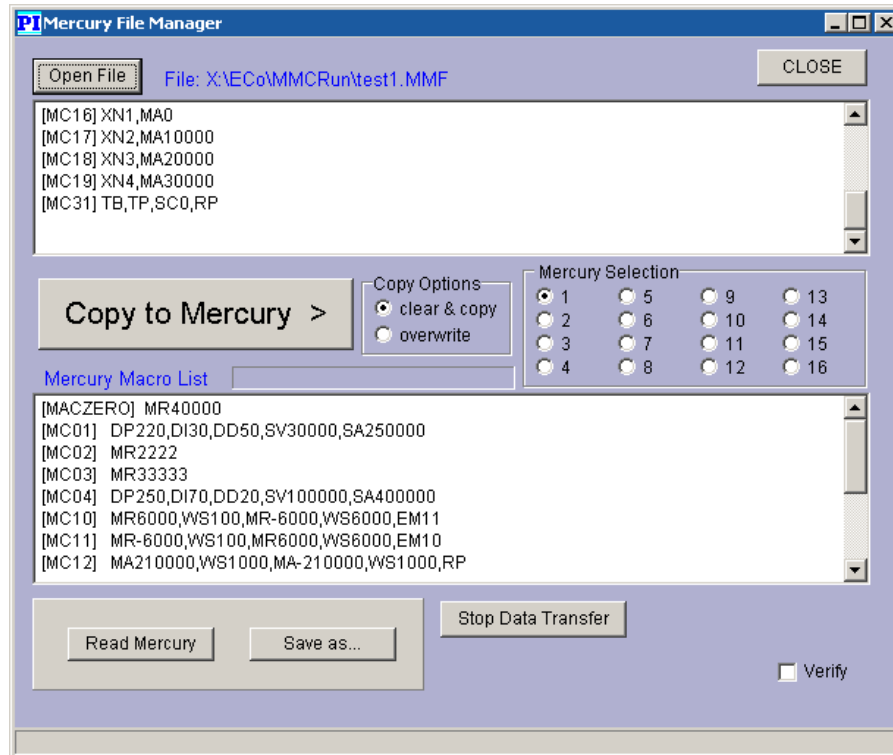 PI Mercury File Manager
Open File File: X:\ECo\MMCRun\test1.MMF CLOSE
[MC16] XN1,MA0
[MC17] XN2,MA10000
[MC18] XN3,MA20000
[MC19] XN4,MA30000
[MC31] TB,TP,SC0,RP
Copy to Mercury >
Copy Options
clear & copy
overwrite
Mercury Selection
1 5 9 13
2 6 10 14
3 7 11 15
4 8 12 16
Mercury Macro List
[MACZERO] MR40000
[MC01] DP220,DI30,DD50,SV30000,SA250000
[MC02] MR2222
[MC03] MR33333
[MC04] DP250,DI70,DD20,SV100000,SA400000
[MC10] MR6000,WS100,MR-6000,WS6000,EM11
[MC11] MR-6000,WS100,MR6000,WS6000,EM10
[MC12] MA210000,WS1000,MA-210000,WS1000,RP
Read Mercury Save as... Stop Data Transfer
Verify